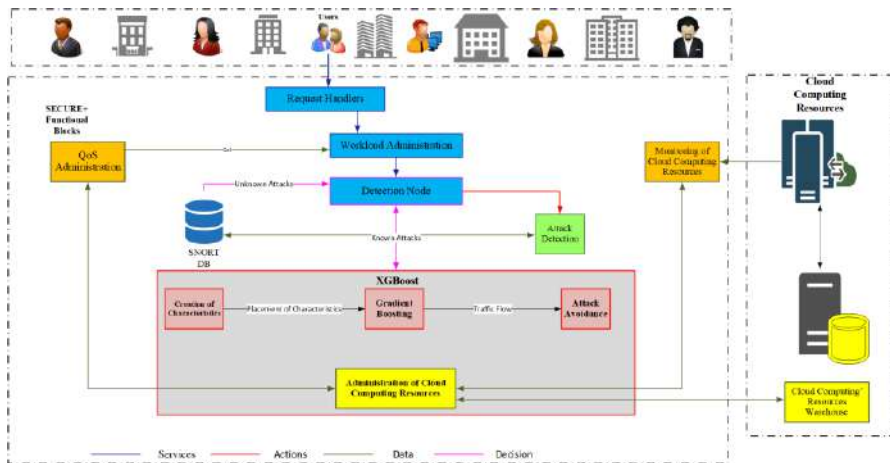 Users
Cloud
Computing
Resources
Request Handlers
SECURE+
Functional
Blocks
Workload Administration
QoS
Administration
Monitoring of
Cloud Computing
Resources
Unknown Attacks
Detection Node
SNORT
DB
Known Attacks
Attack
Detection
XGBoost
Creation of
Characteristics
Placement of Characteristics
Gradient
Boosting
Traffic Flow
Attack
Avoidance
Administration of Cloud
Computing Resources
Cloud Computing'
Resources
Warehouse
Services
Actions
Data
Decision